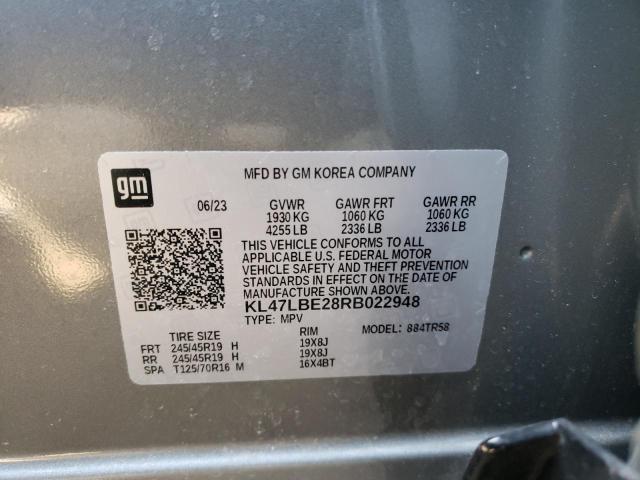 gm
MFD BY GM KOREA COMPANY
06/23 GVWR GAWR FRT GAWR RR
1930 KG 1060 KG 1060 KG
4255 LB 2336 LB 2336 LB
THIS VEHICLE CONFORMS TO ALL
APPLICABLE U.S. FEDERAL MOTOR
VEHICLE SAFETY AND THEFT PREVENTION
STANDARDS IN EFFECT ON THE DATE OF
MANUFACTURE SHOWN ABOVE.
KL47LBE28RB022948
TYPE: MPV MODEL: 884TR58
TIRE SIZE RIM
FRT 245/45R19 H 19X8J
RR 245/45R19 H 19X8J
SPA T125/70R16 M 16X4BT